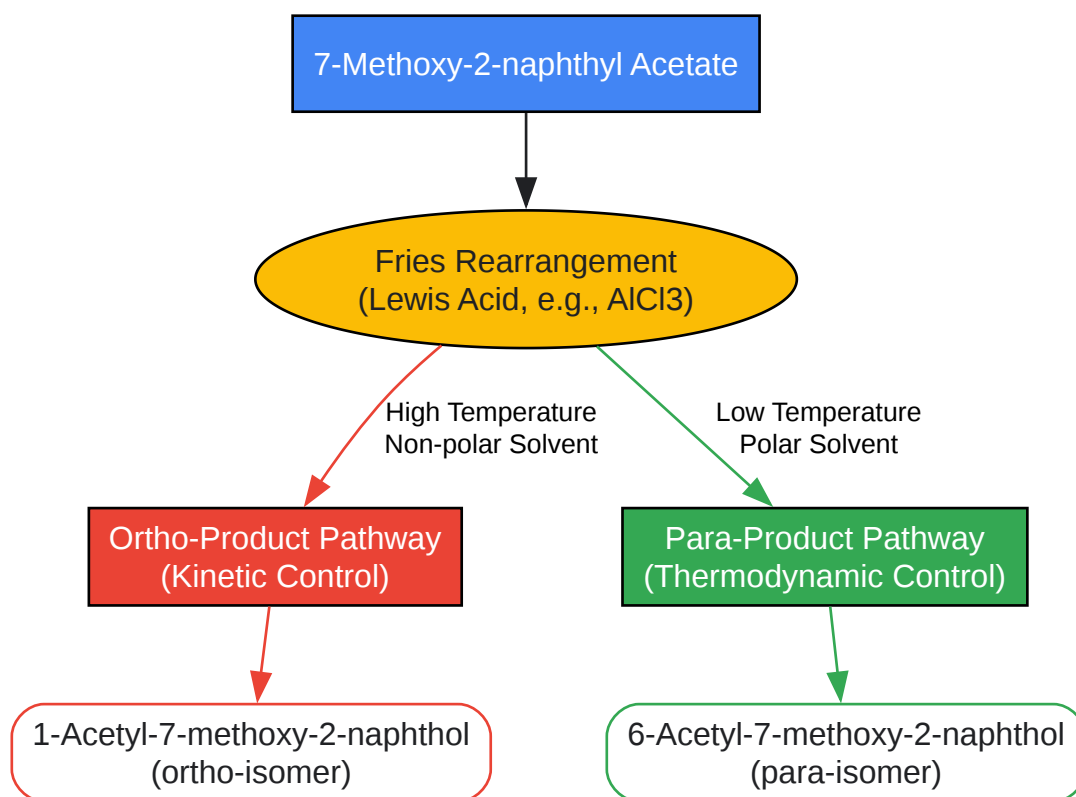 7-Methoxy-2-naphthyl Acetate
Fries Rearrangement
(Lewis Acid, e.g., AlCl3)
High Temperature
Non-polar Solvent
Low Temperature
Polar Solvent
Ortho-Product Pathway
(Kinetic Control)
Para-Product Pathway
(Thermodynamic Control)
1-Acetyl-7-methoxy-2-naphthol
(ortho-isomer)
6-Acetyl-7-methoxy-2-naphthol
(para-isomer)